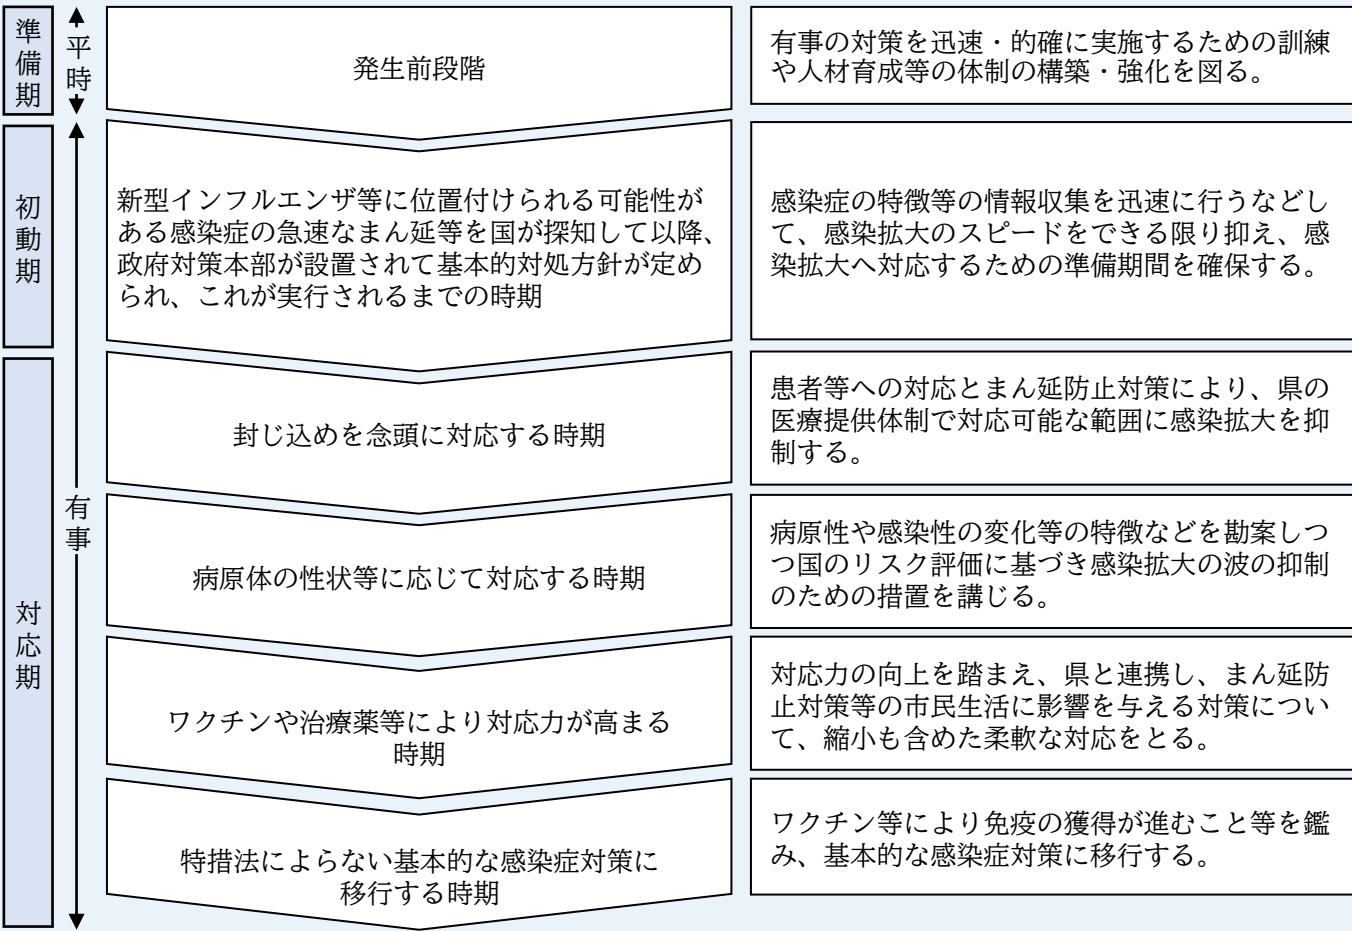 準備期
平時
発生前段階
有事の対策を迅速・的確に実施するための訓練
や人材育成等の体制の構築・強化を図る。
初動期
新型インフルエンザ等に位置付けられる可能性が
ある感染症の急速なまん延等を国が探知して以降、
政府対策本部が設置されて基本的対処方針が定め
られ、これが実行されるまでの時期
感染症の特徴等の情報収集を迅速に行うなどし
て、感染拡大のスピードをできる限り抑え、感
染拡大へ対応するための準備期間を確保する。
有事
対応期
封じ込めを念頭に対応する時期
患者等への対応とまん延防止対策により、県の
医療提供体制で対応可能な範囲に感染拡大を抑
制する。
病原体の性状等に応じて対応する時期
病原性や感染性の変化等の特徴などを勘案しつ
つ国のリスク評価に基づき感染拡大の波の抑制
のための措置を講じる。
ワクチンや治療薬等により対応力が高まる
時期
対応力の向上を踏まえ、県と連携し、まん延防
止対策等の市民生活に影響を与える対策につい
て、縮小も含めた柔軟な対応をとる。
特措法によらない基本的な感染症対策に
移行する時期
ワクチン等により免疫の獲得が進むこと等を鑑
み、基本的な感染症対策に移行する。